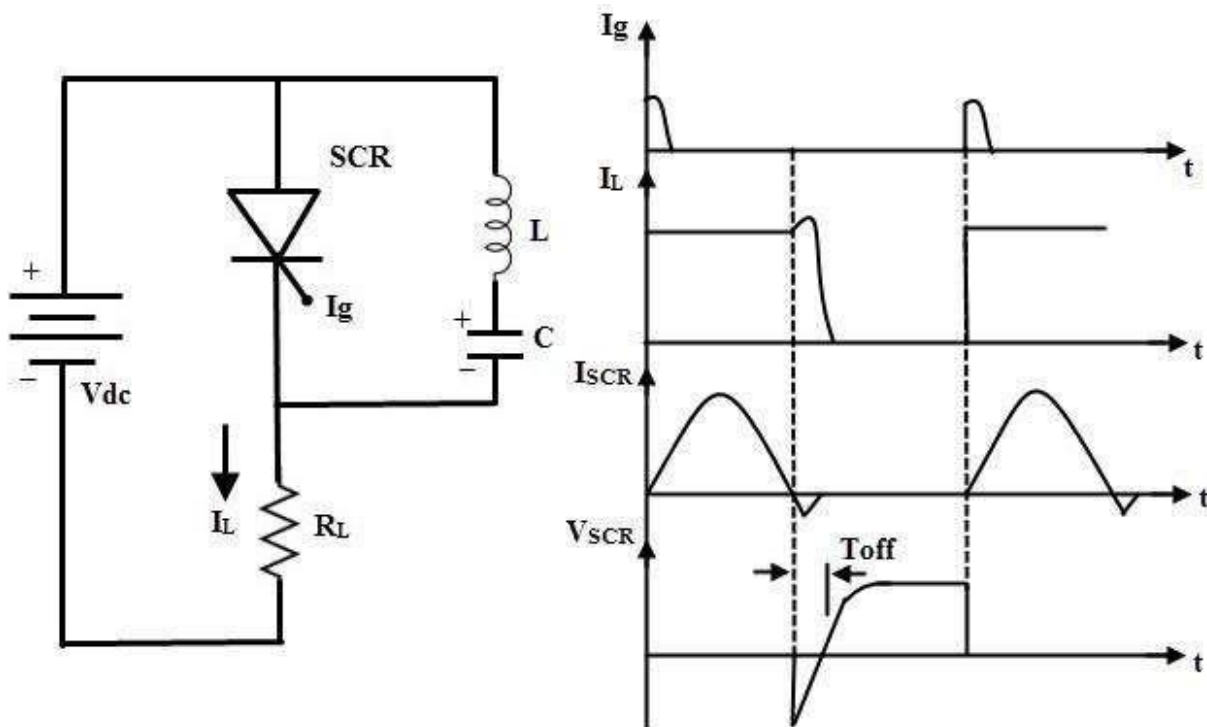 SCR
L
+
Ig
+
C
−
−
Vdc
IL
RL
Ig
t
IL
t
ISCR
t
VSCR
Toff
t